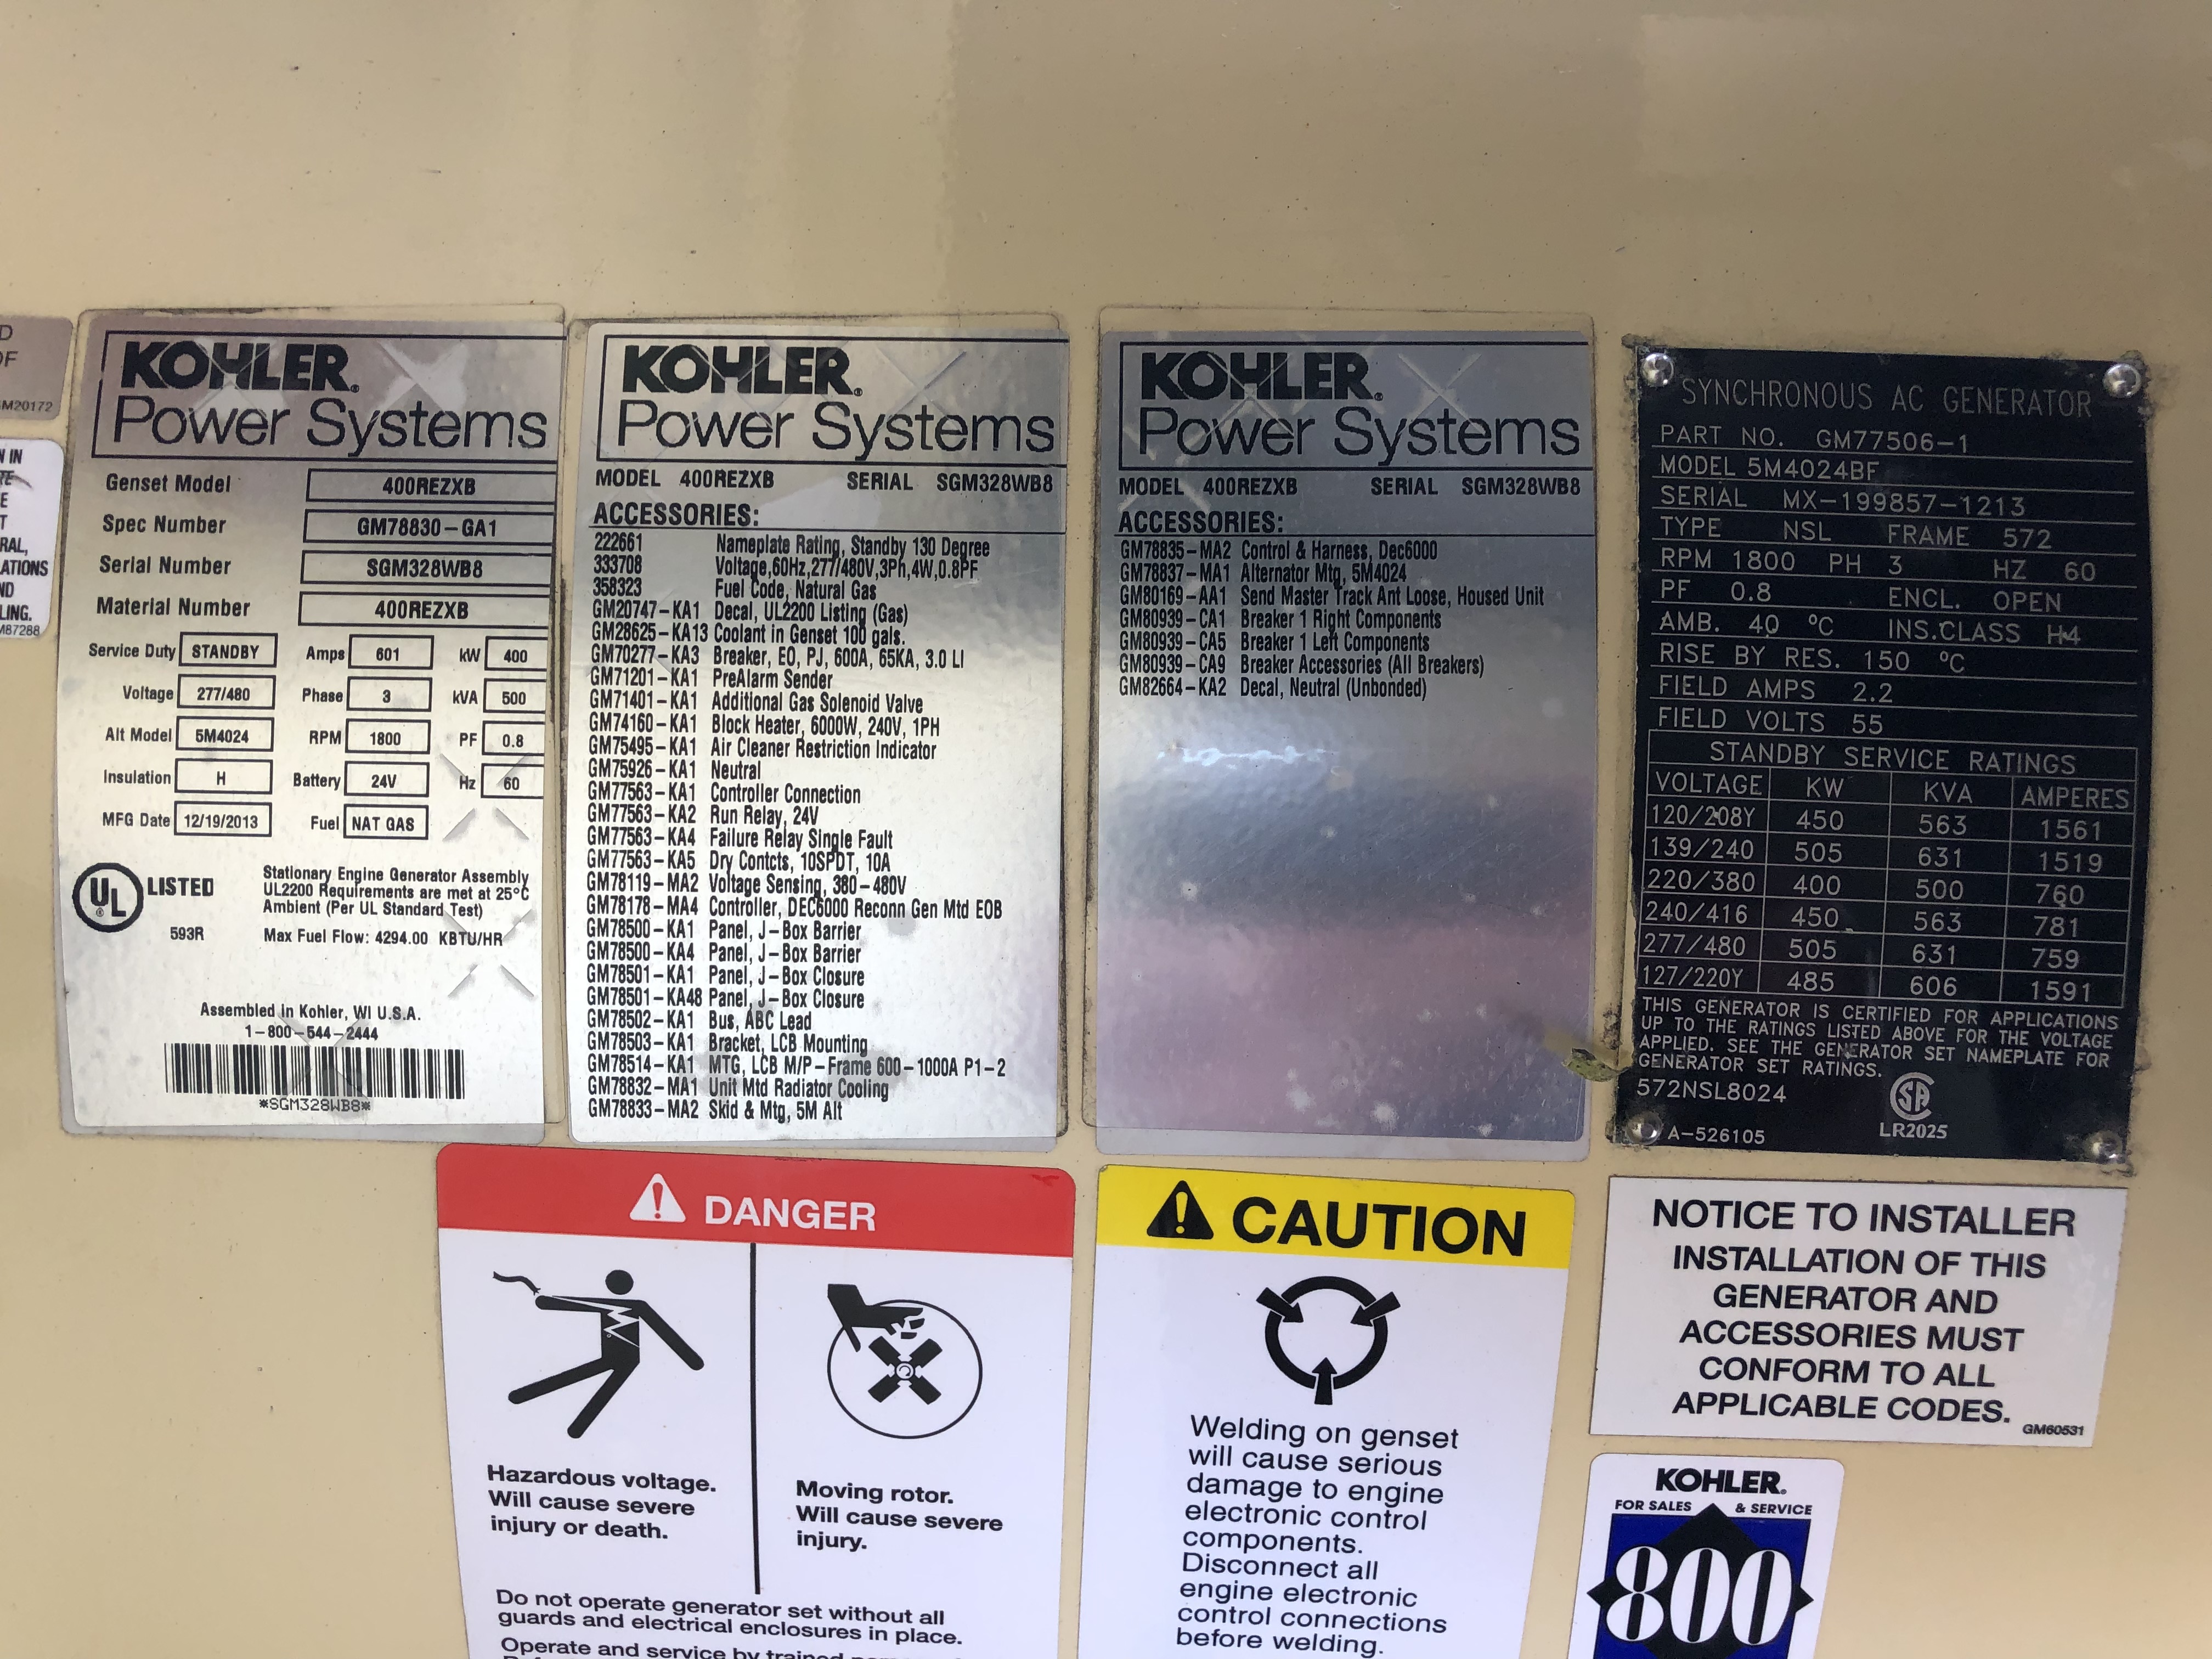 D
OF
GM20172
N IN
E
T
RAL,
ATIONS
ND
LING.
M87288
KOHLER®
Power Systems
Genset Model 400REZXB
Spec Number GM78830-GA1
Serial Number SGM328WB8
Material Number 400REZXB
Service Duty STANDBY Amps 601 kW 400
Voltage 277/480 Phase 3 kVA 500
Alt Model 5M4024 RPM 1800 PF 0.8
Insulation H Battery 24V Hz 60
MFG Date 12/19/2013 Fuel NAT GAS
UL® LISTED
593R
Stationary Engine Generator Assembly
UL2200 Requirements are met at 25°C
Ambient (Per UL Standard Test)
Max Fuel Flow: 4294.00 KBTU/HR
Assembled in Kohler, WI U.S.A.
1-800-544-2444
*SGM328WB8*
KOHLER®
Power Systems
MODEL 400REZXB SERIAL SGM328WB8
ACCESSORIES:
222661 Nameplate Rating, Standby 130 Degree
333708 Voltage,60Hz,277/480V,3Ph,4W,0.8PF
358323 Fuel Code, Natural Gas
GM20747-KA1 Decal, UL2200 Listing (Gas)
GM28625-KA13 Coolant in Genset 100 gals.
GM70277-KA3 Breaker, EO, PJ, 600A, 65KA, 3.0 LI
GM71201-KA1 PreAlarm Sender
GM71401-KA1 Additional Gas Solenoid Valve
GM74160-KA1 Block Heater, 6000W, 240V, 1PH
GM75495-KA1 Air Cleaner Restriction Indicator
GM75926-KA1 Neutral
GM77563-KA1 Controller Connection
GM77563-KA2 Run Relay, 24V
GM77563-KA4 Failure Relay Single Fault
GM77563-KA5 Dry Contcts, 10SPDT, 10A
GM78119-MA2 Voltage Sensing, 380-480V
GM78178-MA4 Controller, DEC6000 Reconn Gen Mtd EOB
GM78500-KA1 Panel, J-Box Barrier
GM78500-KA4 Panel, J-Box Barrier
GM78501-KA1 Panel, J-Box Closure
GM78501-KA48 Panel, J-Box Closure
GM78502-KA1 Bus, ABC Lead
GM78503-KA1 Bracket, LCB Mounting
GM78514-KA1 MTG, LCB M/P-Frame 600-1000A P1-2
GM78832-MA1 Unit Mtd Radiator Cooling
GM78833-MA2 Skid & Mtg, 5M Alt
KOHLER®
Power Systems
MODEL 400REZXB SERIAL SGM328WB8
ACCESSORIES:
GM78835-MA2 Control & Harness, Dec6000
GM78837-MA1 Alternator Mtg, 5M4024
GM80169-AA1 Send Master Track Ant Loose, Housed Unit
GM80939-CA1 Breaker 1 Right Components
GM80939-CA5 Breaker 1 Left Components
GM80939-CA9 Breaker Accessories (All Breakers)
GM82664-KA2 Decal, Neutral (Unbonded)
SYNCHRONOUS AC GENERATOR
PART NO. GM77506-1
MODEL 5M4024BF
SERIAL MX-199857-1213
TYPE NSL FRAME 572
RPM 1800 PH 3 HZ 60
PF 0.8 ENCL. OPEN
AMB. 40 °C INS.CLASS H4
RISE BY RES. 150 °C
FIELD AMPS 2.2
FIELD VOLTS 55
STANDBY SERVICE RATINGS
VOLTAGE KW KVA AMPERES
120/208Y 450 563 1561
139/240 505 631 1519
220/380 400 500 760
240/416 450 563 781
277/480 505 631 759
127/220Y 485 606 1591
THIS GENERATOR IS CERTIFIED FOR APPLICATIONS
UP TO THE RATINGS LISTED ABOVE FOR THE VOLTAGE
APPLIED. SEE THE GENERATOR SET NAMEPLATE FOR
GENERATOR SET RATINGS.
572NSL8024
SA
A-526105 LR2025
DANGER
Hazardous voltage.
Will cause severe
injury or death.
Moving rotor.
Will cause severe
injury.
Do not operate generator set without all
guards and electrical enclosures in place.
Operate and service by trained
CAUTION
Welding on genset
will cause serious
damage to engine
electronic control
components.
Disconnect all
engine electronic
control connections
before welding.
NOTICE TO INSTALLER
INSTALLATION OF THIS
GENERATOR AND
ACCESSORIES MUST
CONFORM TO ALL
APPLICABLE CODES.
GM60531
KOHLER®
FOR SALES & SERVICE
800